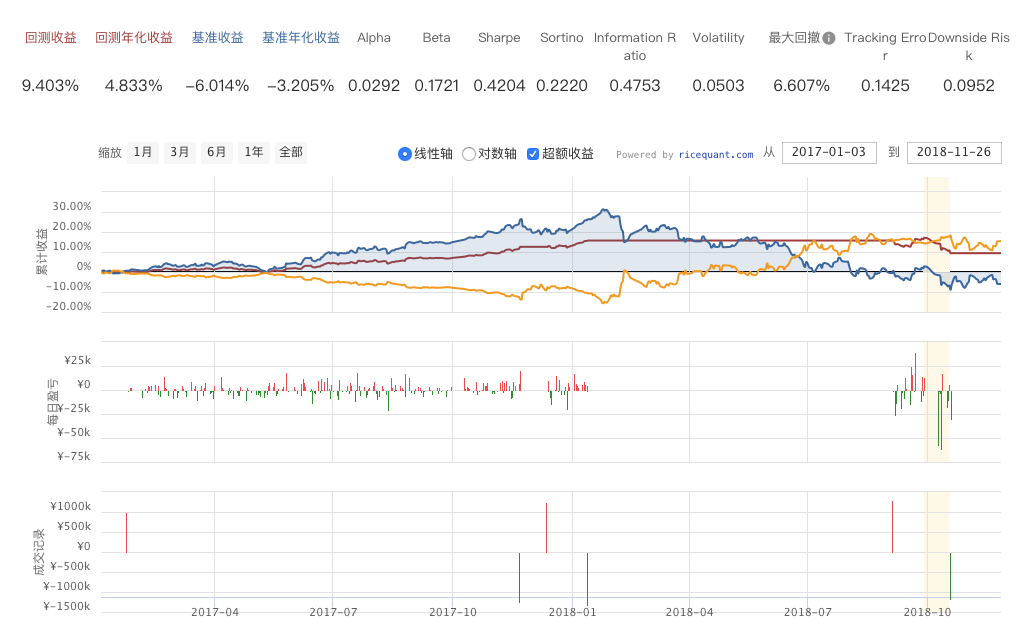 回测收益 回测年化收益 基准收益 基准年化收益 Alpha Beta Sharpe Sortino Information R Volatility 最大回撤 Tracking Erro Downside Ris
atio r k
9.403% 4.833% −6.014% −3.205% 0.0292 0.1721 0.4204 0.2220 0.4753 0.0503 6.607% 0.1425 0.0952
缩放 1月 3月 6月 1年 全部 线性轴 对数轴 超额收益 Powered by ricequant.com 从 2017-01-03 到 2018-11-26
累计收益
30.00%
20.00%
10.00%
0%
-10.00%
-20.00%
每日盈亏
¥25k
¥0
¥-25k
¥-50k
¥-75k
成交记录
¥1000k
¥500k
¥0
¥-500k
¥-1000k
¥-1500k
2017-04 2017-07 2017-10 2018-01 2018-04 2018-07 2018-10